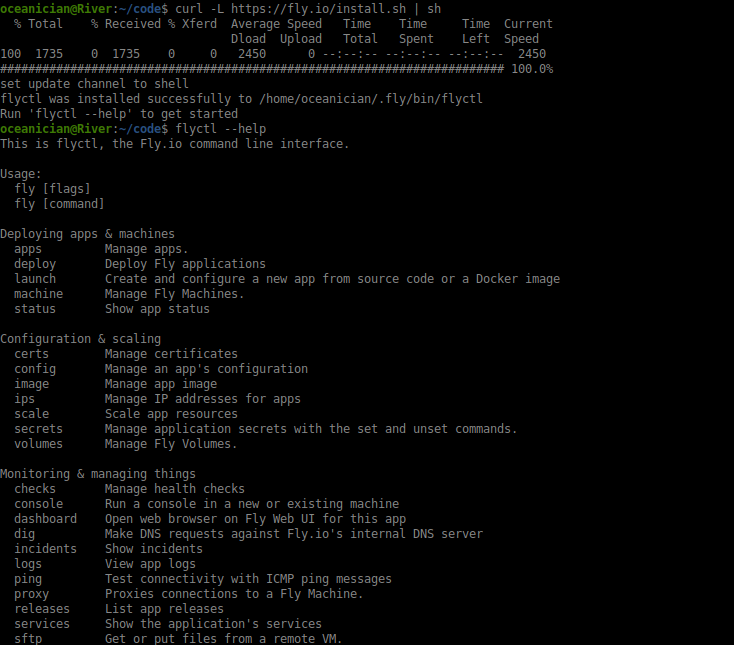 oceanician@River:~/code$ curl -L https://fly.io/install.sh | sh
  % Total    % Received % Xferd  Average Speed   Time    Time     Time  Current
                                 Dload  Upload   Total   Spent    Left  Speed
100  1735    0  1735    0     0   2450      0 --:--:-- --:--:-- --:--:--  2450
######################################################################## 100.0%
set update channel to shell
flyctl was installed successfully to /home/oceanician/.fly/bin/flyctl
Run 'flyctl --help' to get started
oceanician@River:~/code$ flyctl --help
This is flyctl, the Fly.io command line interface.

Usage:
  fly [flags]
  fly [command]

Deploying apps & machines
  apps         Manage apps.
  deploy       Deploy Fly applications
  launch       Create and configure a new app from source code or a Docker image
  machine      Manage Fly Machines.
  status       Show app status

Configuration & scaling
  certs        Manage certificates
  config       Manage an app's configuration
  image        Manage app image
  ips          Manage IP addresses for apps
  scale        Scale app resources
  secrets      Manage application secrets with the set and unset commands.
  volumes      Manage Fly Volumes.

Monitoring & managing things
  checks       Manage health checks
  console      Run a console in a new or existing machine
  dashboard    Open web browser on Fly Web UI for this app
  dig          Make DNS requests against Fly.io's internal DNS server
  incidents    Show incidents
  logs         View app logs
  ping         Test connectivity with ICMP ping messages
  proxy        Proxies connections to a Fly Machine.
  releases     List app releases
  services     Show the application's services
  sftp         Get or put files from a remote VM.